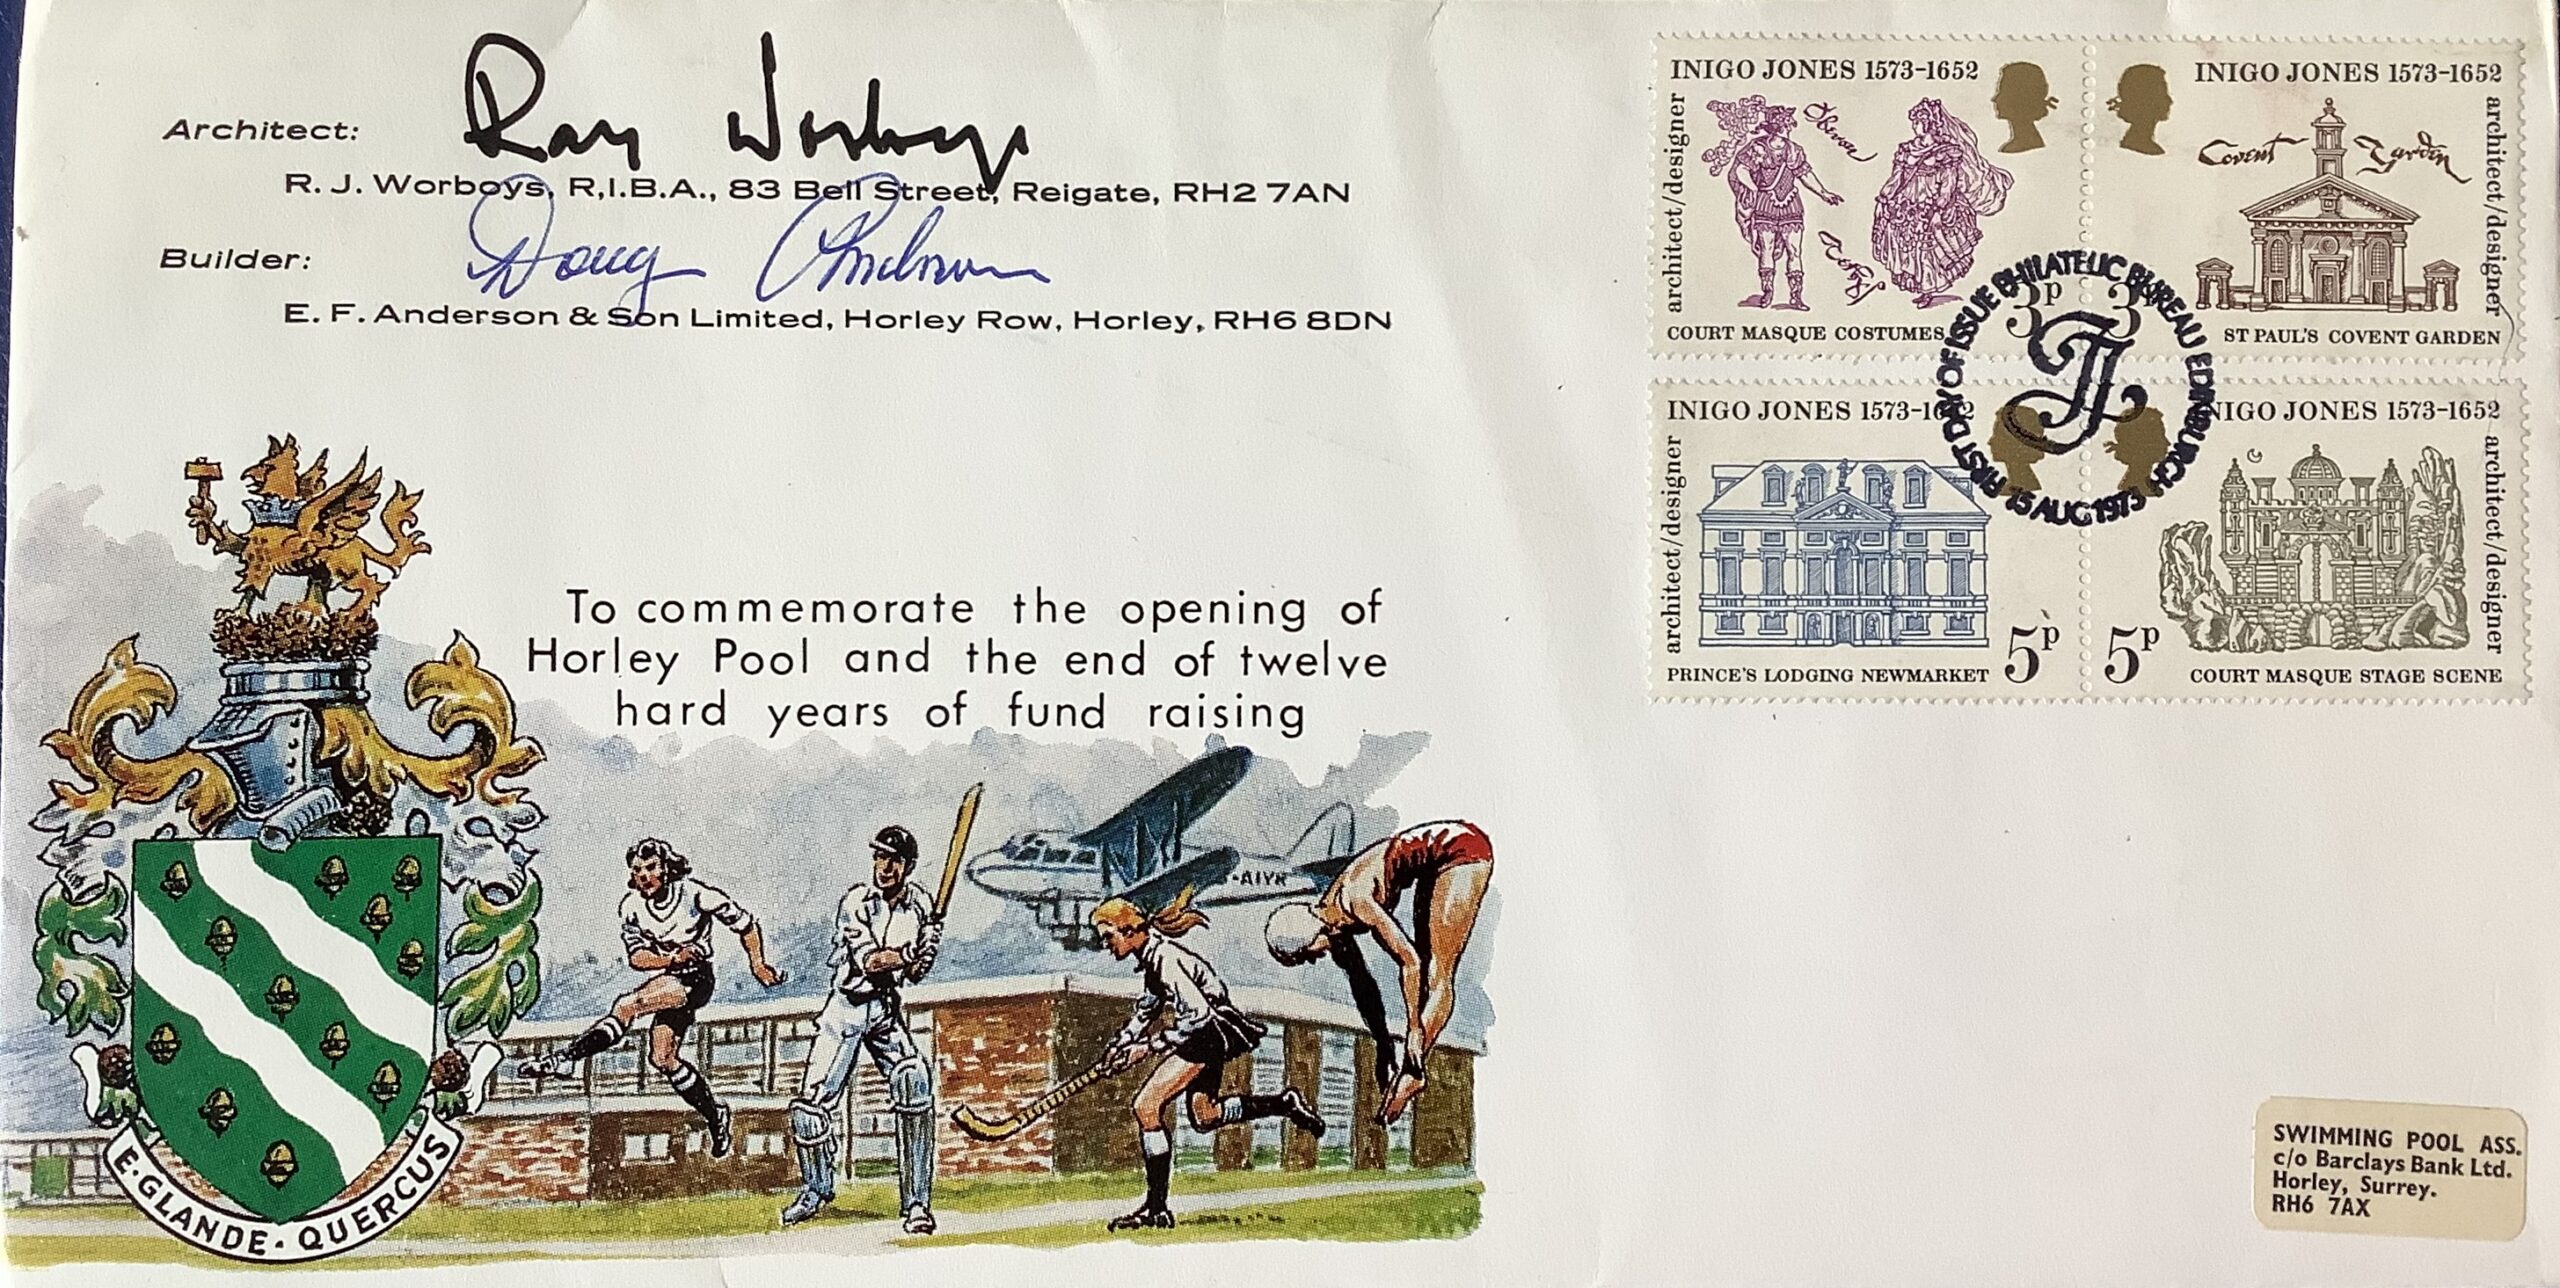 Architect:
Ray Worboys
R. J. Worboys, R,I.B.A., 83 Bell Street, Reigate, RH2 7AN
Builder:
Doug Anderson
E. F. Anderson & Son Limited, Horley Row, Horley, RH6 8DN
To commemorate the opening of
Horley Pool and the end of twelve
hard years of fund raising
G-AIYR
E·GLANDE·QUERCUS
INIGO JONES 1573-1652
architect/designer
Oberon
3p
COURT MASQUE COSTUMES
INIGO JONES 1573-1652
architect/designer
Covent Garden
3p
ST PAUL'S COVENT GARDEN
INIGO JONES 1573-1652
architect/designer
5p
PRINCE'S LODGING NEWMARKET
INIGO JONES 1573-1652
architect/designer
5p
COURT MASQUE STAGE SCENE
FIRST DAY OF ISSUE PHILATELIC BUREAU EDINBURGH
IJ
15 AUG 1973
SWIMMING POOL ASS.
c/o Barclays Bank Ltd.
Horley, Surrey.
RH6 7AX